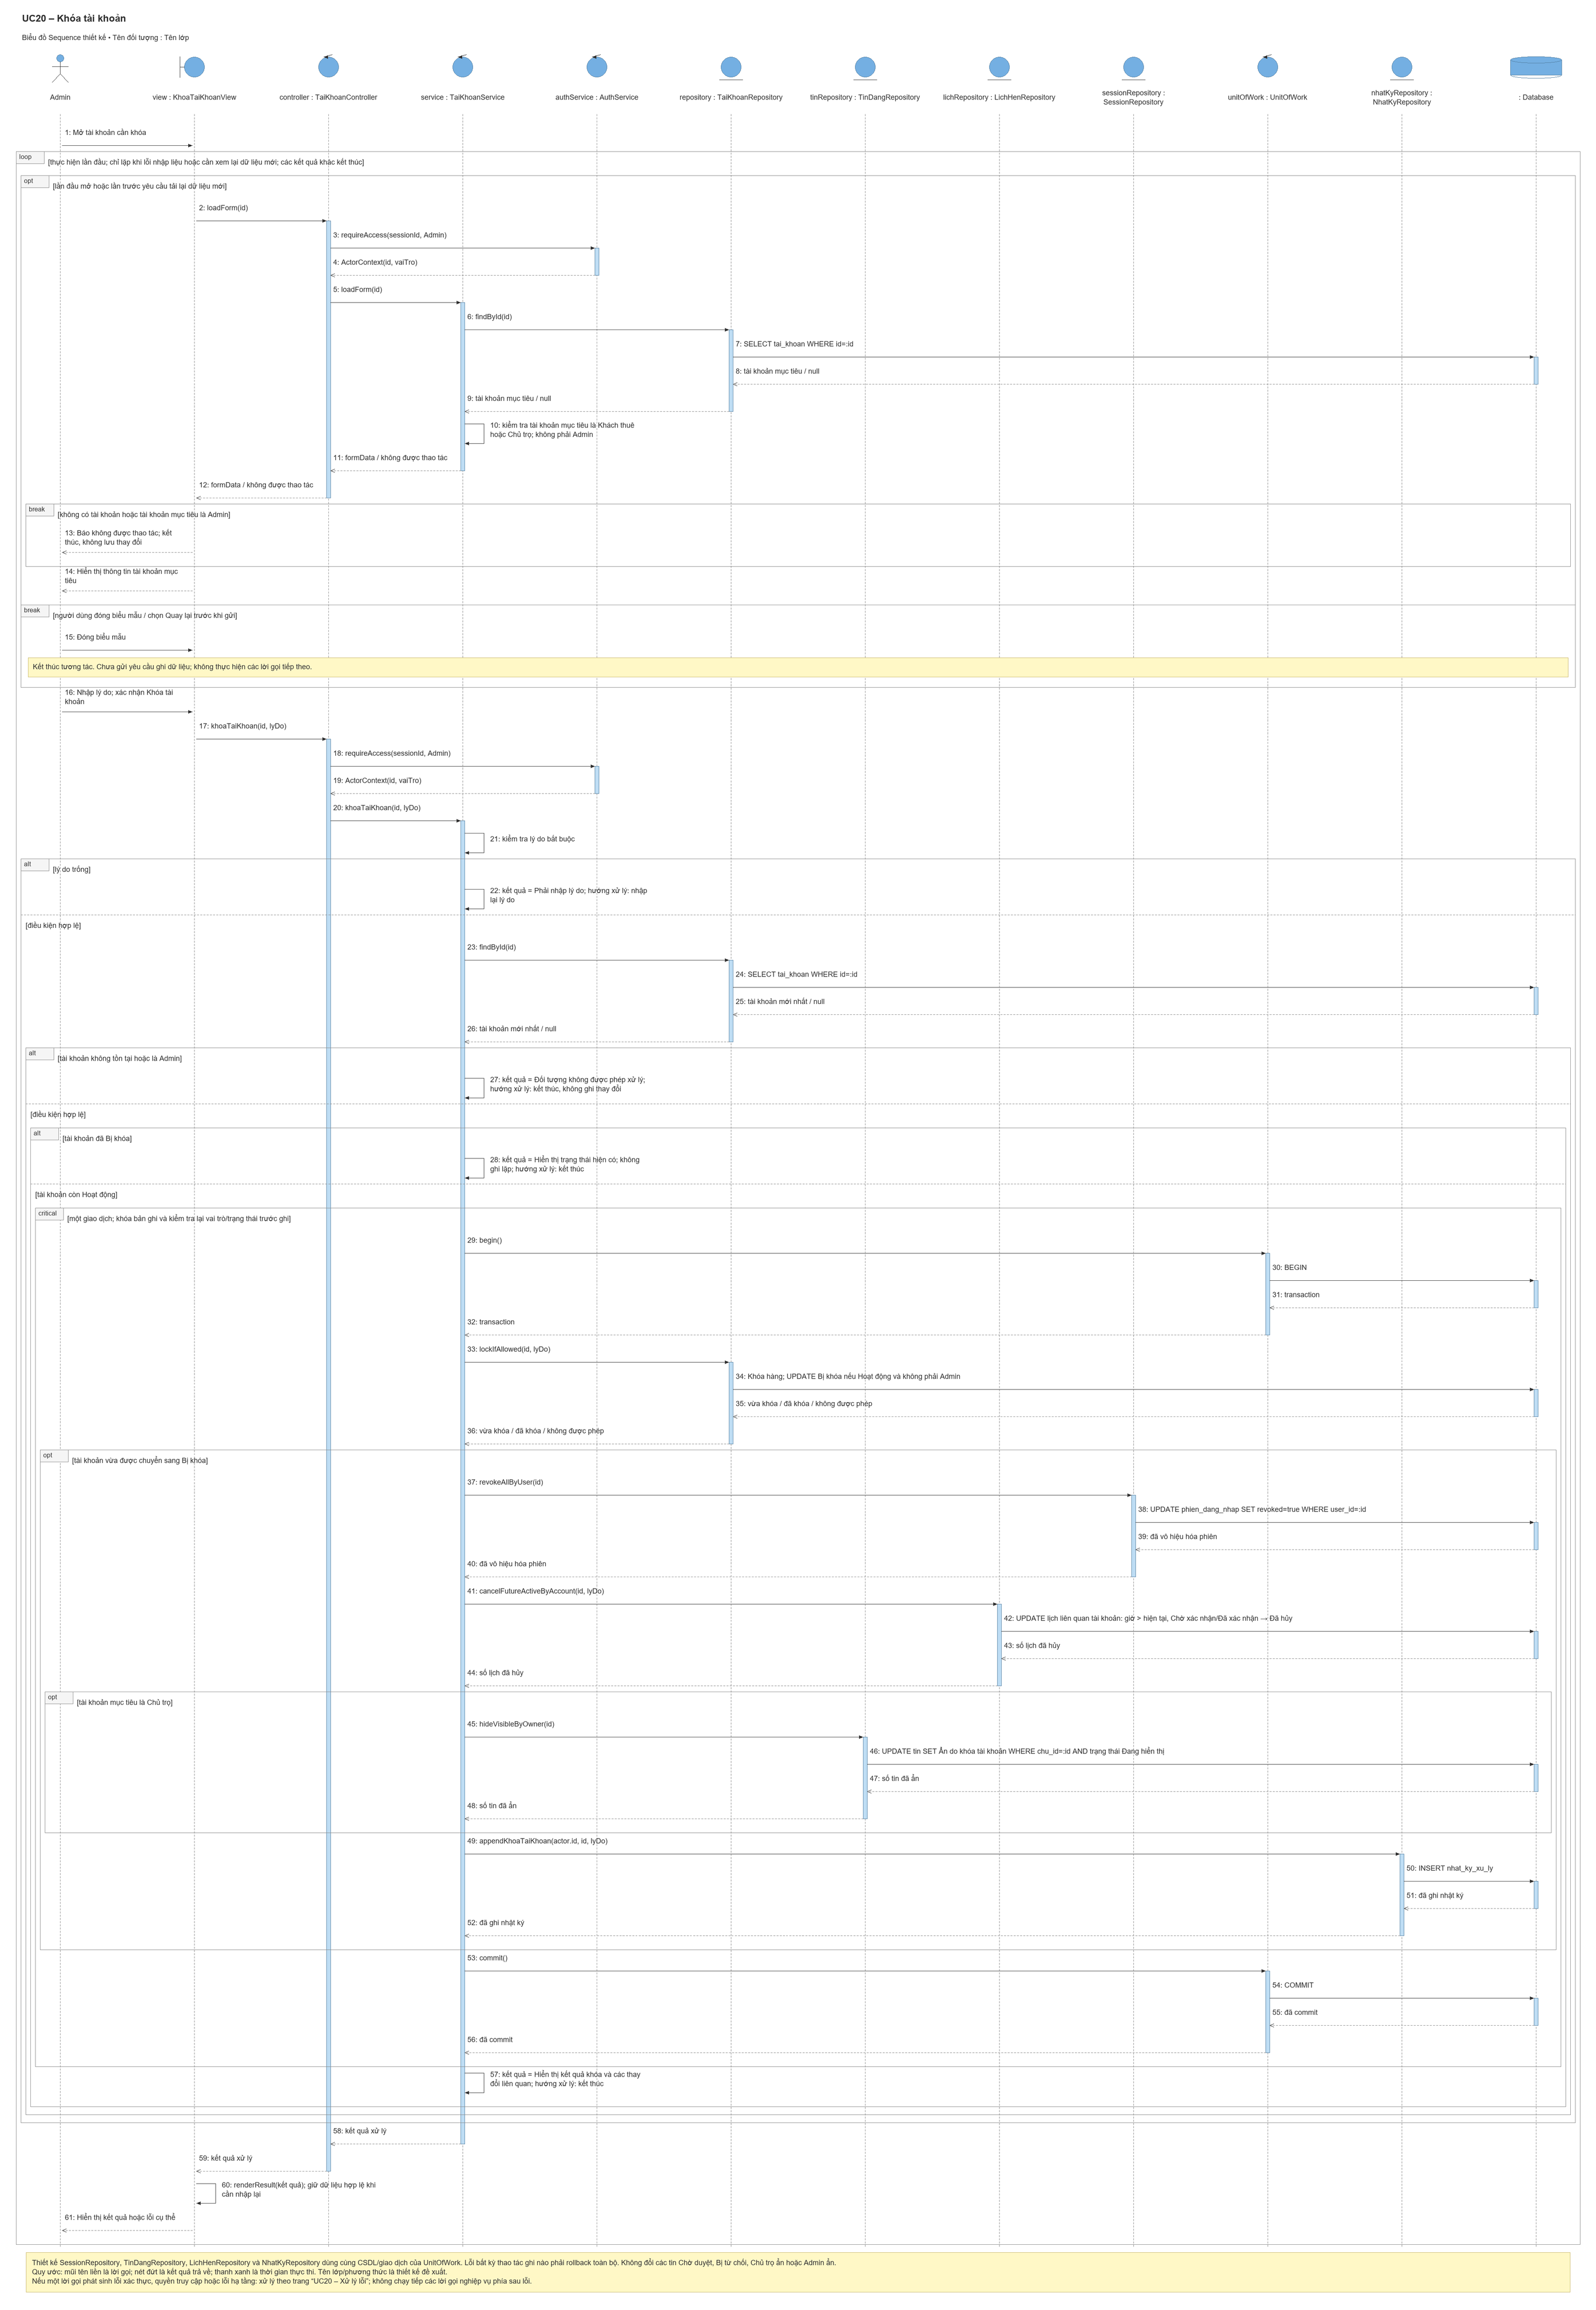 UC20 – Khóa tài khoản
Biểu đồ Sequence thiết kế • Tên đối tượng : Tên lớp
Admin
view : KhoaTaiKhoanView
controller : TaiKhoanController
service : TaiKhoanService
authService : AuthService
repository : TaiKhoanRepository
tinRepository : TinDangRepository
lichRepository : LichHenRepository
sessionRepository :
SessionRepository
unitOfWork : UnitOfWork
nhatKyRepository :
NhatKyRepository
: Database
1: Mở tài khoản cần khóa
loop
[thực hiện lần đầu; chỉ lặp khi lỗi nhập liệu hoặc cần xem lại dữ liệu mới; các kết quả khác kết thúc]
opt
[lần đầu mở hoặc lần trước yêu cầu tải lại dữ liệu mới]
2: loadForm(id)
3: requireAccess(sessionId, Admin)
4: ActorContext(id, vaiTro)
5: loadForm(id)
6: findById(id)
7: SELECT tai_khoan WHERE id=:id
8: tài khoản mục tiêu / null
9: tài khoản mục tiêu / null
10: kiểm tra tài khoản mục tiêu là Khách thuê
hoặc Chủ trọ; không phải Admin
11: formData / không được thao tác
12: formData / không được thao tác
break
[không có tài khoản hoặc tài khoản mục tiêu là Admin]
13: Báo không được thao tác; kết
thúc, không lưu thay đổi
14: Hiển thị thông tin tài khoản mục
tiêu
break
[người dùng đóng biểu mẫu / chọn Quay lại trước khi gửi]
15: Đóng biểu mẫu
Kết thúc tương tác. Chưa gửi yêu cầu ghi dữ liệu; không thực hiện các lời gọi tiếp theo.
16: Nhập lý do; xác nhận Khóa tài
khoản
17: khoaTaiKhoan(id, lyDo)
18: requireAccess(sessionId, Admin)
19: ActorContext(id, vaiTro)
20: khoaTaiKhoan(id, lyDo)
21: kiểm tra lý do bắt buộc
alt
[lý do trống]
22: kết quả = Phải nhập lý do; hướng xử lý: nhập
lại lý do
[điều kiện hợp lệ]
23: findById(id)
24: SELECT tai_khoan WHERE id=:id
25: tài khoản mới nhất / null
26: tài khoản mới nhất / null
alt
[tài khoản không tồn tại hoặc là Admin]
27: kết quả = Đối tượng không được phép xử lý;
hướng xử lý: kết thúc, không ghi thay đổi
[điều kiện hợp lệ]
alt
[tài khoản đã Bị khóa]
28: kết quả = Hiển thị trạng thái hiện có; không
ghi lặp; hướng xử lý: kết thúc
[tài khoản còn Hoạt động]
critical
[một giao dịch; khóa bản ghi và kiểm tra lại vai trò/trạng thái trước ghi]
29: begin()
30: BEGIN
31: transaction
32: transaction
33: lockIfAllowed(id, lyDo)
34: Khóa hàng; UPDATE Bị khóa nếu Hoạt động và không phải Admin
35: vừa khóa / đã khóa / không được phép
36: vừa khóa / đã khóa / không được phép
opt
[tài khoản vừa được chuyển sang Bị khóa]
37: revokeAllByUser(id)
38: UPDATE phien_dang_nhap SET revoked=true WHERE user_id=:id
39: đã vô hiệu hóa phiên
40: đã vô hiệu hóa phiên
41: cancelFutureActiveByAccount(id, lyDo)
42: UPDATE lịch liên quan tài khoản: giờ > hiện tại, Chờ xác nhận/Đã xác nhận → Đã hủy
43: số lịch đã hủy
44: số lịch đã hủy
opt
[tài khoản mục tiêu là Chủ trọ]
45: hideVisibleByOwner(id)
46: UPDATE tin SET Ẩn do khóa tài khoản WHERE chu_id=:id AND trạng thái Đang hiển thị
47: số tin đã ẩn
48: số tin đã ẩn
49: appendKhoaTaiKhoan(actor.id, id, lyDo)
50: INSERT nhat_ky_xu_ly
51: đã ghi nhật ký
52: đã ghi nhật ký
53: commit()
54: COMMIT
55: đã commit
56: đã commit
57: kết quả = Hiển thị kết quả khóa và các thay
đổi liên quan; hướng xử lý: kết thúc
58: kết quả xử lý
59: kết quả xử lý
60: renderResult(kết quả); giữ dữ liệu hợp lệ khi
cần nhập lại
61: Hiển thị kết quả hoặc lỗi cụ thể
Thiết kế SessionRepository, TinDangRepository, LichHenRepository và NhatKyRepository dùng cùng CSDL/giao dịch của UnitOfWork. Lỗi bất kỳ thao tác ghi nào phải rollback toàn bộ. Không đổi các tin Chờ duyệt, Bị từ chối, Chủ trọ ẩn hoặc Admin ẩn.
Quy ước: mũi tên liền là lời gọi; nét đứt là kết quả trả về; thanh xanh là thời gian thực thi. Tên lớp/phương thức là thiết kế đề xuất.
Nếu một lời gọi phát sinh lỗi xác thực, quyền truy cập hoặc lỗi hạ tầng: xử lý theo trang “UC20 – Xử lý lỗi”; không chạy tiếp các lời gọi nghiệp vụ phía sau lỗi.